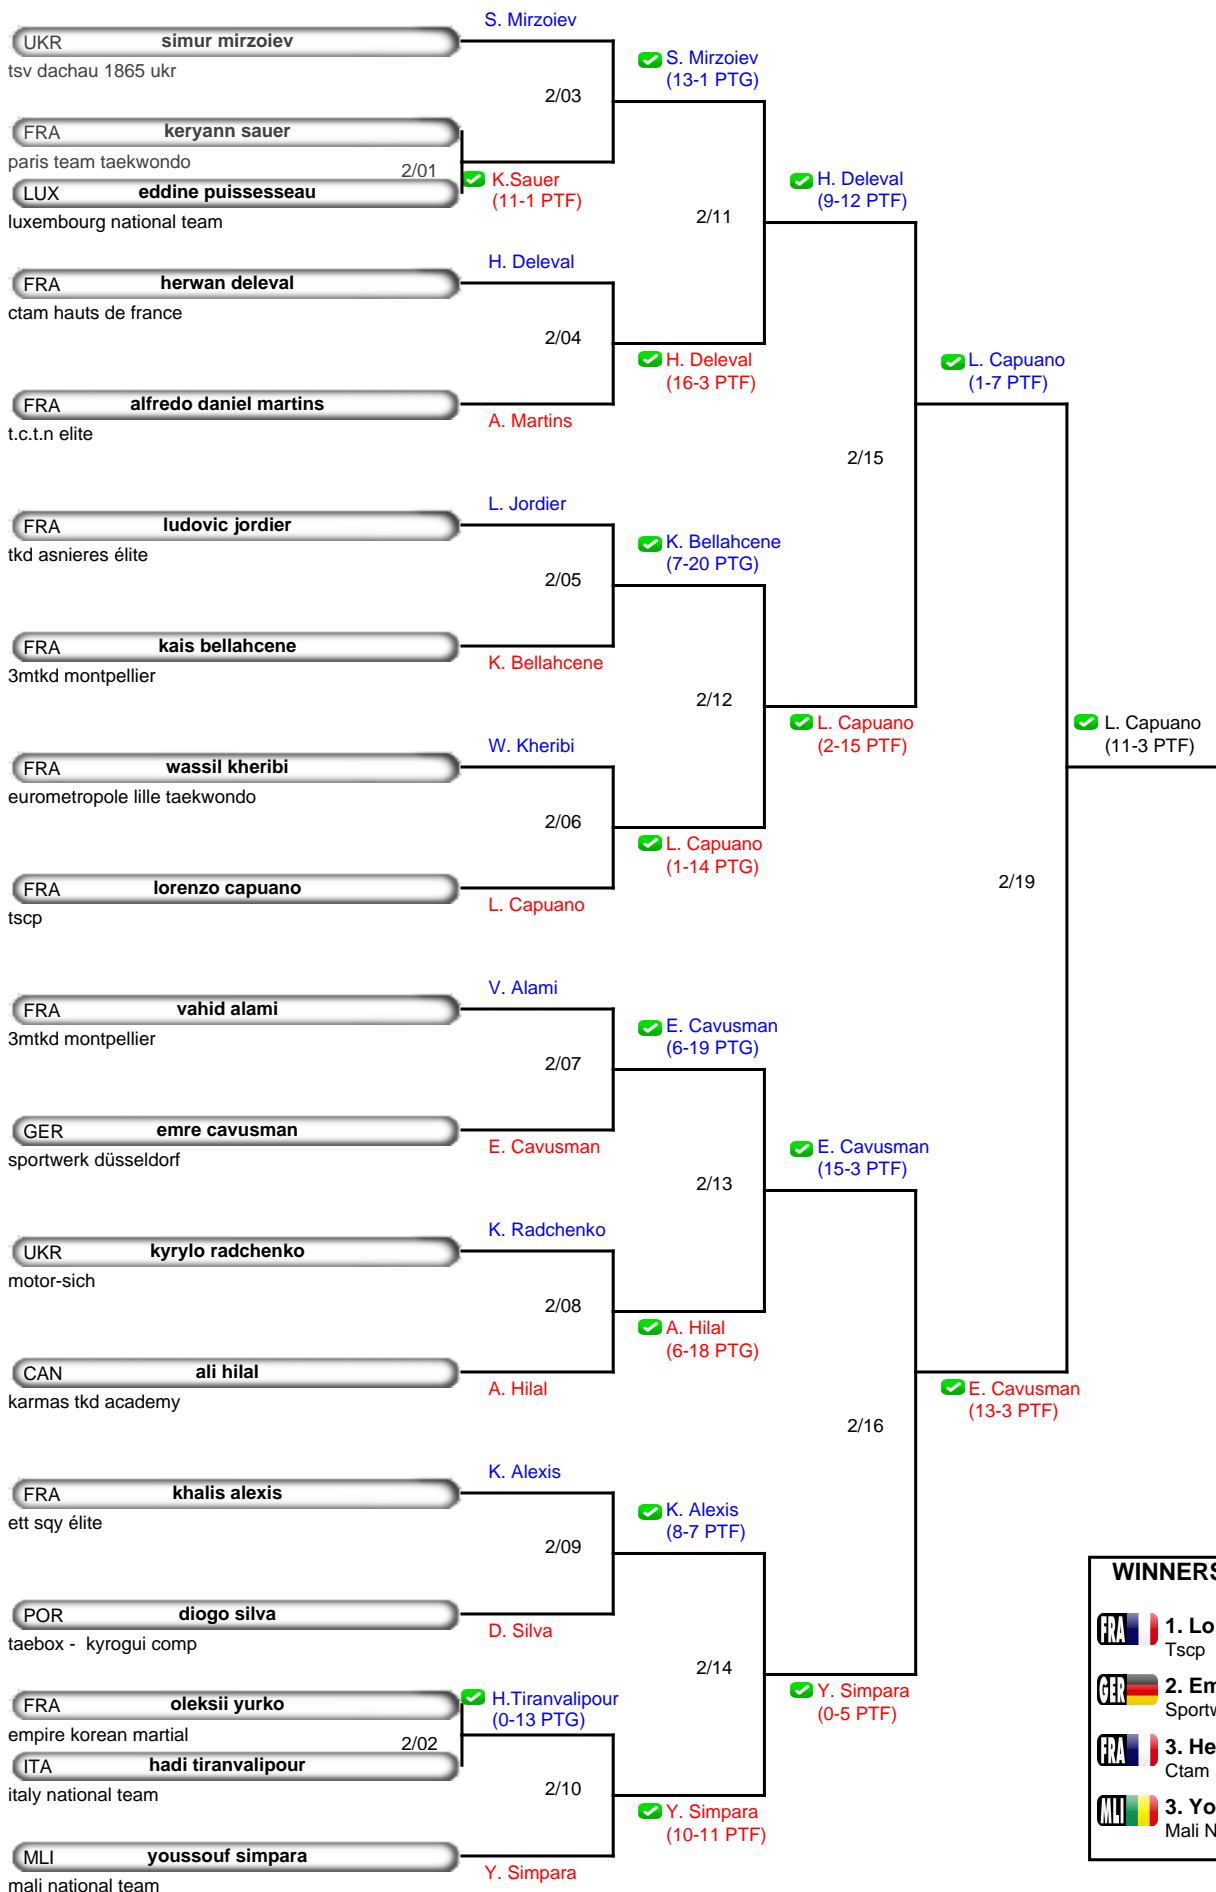 S. Mirzoiev
UKR simur mirzoiev
tsv dachau 1865 ukr
S. Mirzoiev
(13-1 PTG)
2/03
FRA keryann sauer
paris team taekwondo
2/01
K.Sauer
(11-1 PTF)
LUX eddine puissesseau
luxembourg national team
H. Deleval
(9-12 PTF)
2/11
H. Deleval
FRA herwan deleval
ctam hauts de france
2/04
H. Deleval
(16-3 PTF)
L. Capuano
(1-7 PTF)
FRA alfredo daniel martins
t.c.t.n elite
A. Martins
2/15
L. Jordier
FRA ludovic jordier
tkd asnieres élite
K. Bellahcene
(7-20 PTG)
2/05
FRA kais bellahcene
3mtkd montpellier
K. Bellahcene
2/12
L. Capuano
(2-15 PTF)
L. Capuano
(11-3 PTF)
W. Kheribi
FRA wassil kheribi
eurometropole lille taekwondo
2/06
L. Capuano
(1-14 PTG)
2/19
FRA lorenzo capuano
tscp
L. Capuano
V. Alami
FRA vahid alami
3mtkd montpellier
E. Cavusman
(6-19 PTG)
2/07
GER emre cavusman
sportwerk düsseldorf
E. Cavusman
E. Cavusman
(15-3 PTF)
2/13
K. Radchenko
UKR kyrylo radchenko
motor-sich
2/08
A. Hilal
(6-18 PTG)
CAN ali hilal
karmas tkd academy
A. Hilal
E. Cavusman
(13-3 PTF)
2/16
K. Alexis
FRA khalis alexis
ett sqy élite
K. Alexis
(8-7 PTF)
2/09
POR diogo silva
taebox - kyrogui comp
D. Silva
2/14
FRA oleksii yurko
empire korean martial
2/02
H.Tiranvalipour
(0-13 PTG)
Y. Simpara
(0-5 PTF)
ITA hadi tiranvalipour
italy national team
2/10
Y. Simpara
(10-11 PTF)
MLI youssouf simpara
mali national team
Y. Simpara
WINNERS
FRA 1. Lo
Tscp
GER 2. Em
Sportw
FRA 3. He
Ctam
MLI 3. Yo
Mali N